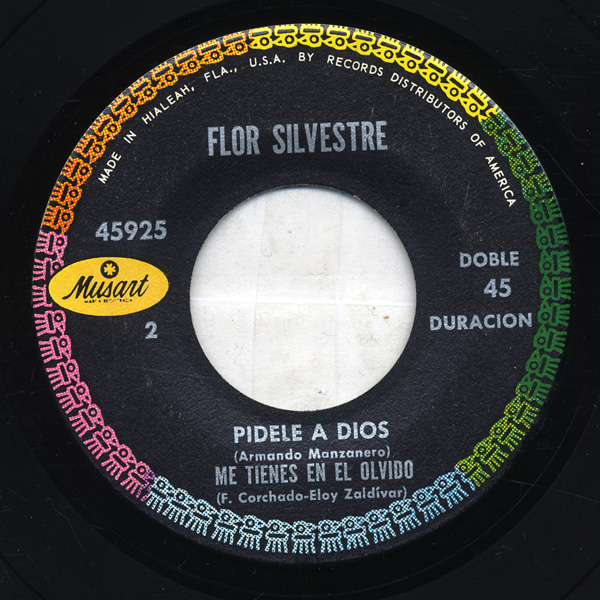 MADE IN HIALEAH, FLA., U.S.A. BY RECORDS DISTRIBUTORS OF AMERICA
FLOR SILVESTRE
45925
Musart
2
DOBLE
45
DURACION
PIDELE A DIOS
(Armando Manzanero)
ME TIENES EN EL OLVIDO
(F. Corchado-Eloy Zaldívar)